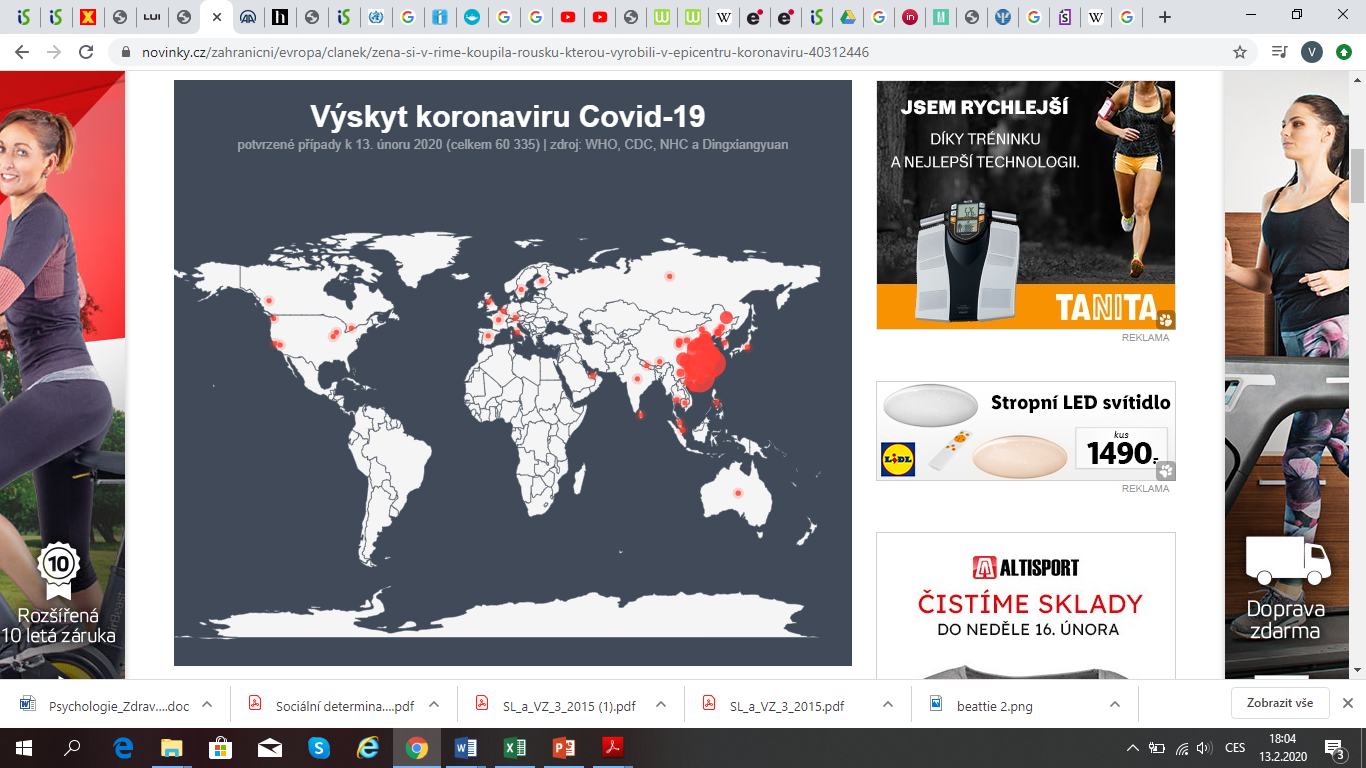 LUI
novinky.cz/zahranicni/evropa/clanek/zena-si-v-rime-koupila-rousku-kterou-vyrobili-v-epicentru-koronaviru-40312446
V
Výskyt koronaviru Covid-19
potvrzené případy k 13. únoru 2020 (celkem 60 335) | zdroj: WHO, CDC, NHC a Dingxiangyuan
10
Rozšířená
10 letá záruka
JSEM RYCHLEJŠÍ
DÍKY TRÉNINKU
A NEJLEPŠÍ TECHNOLOGII.
TANITA
REKLAMA
Stropní LED svítidlo
LIDL
kus
1490.-
REKLAMA
ALTISPORT
ČISTÍME SKLADY
DO NEDĚLE 16. ÚNORA
Doprava
zdarma
Psychologie_Zdrav....doc
Sociální determina....pdf
SL_a_VZ_3_2015 (1).pdf
SL_a_VZ_3_2015.pdf
beattie 2.png
Zobrazit vše
CES
18:04
13.2.2020
3